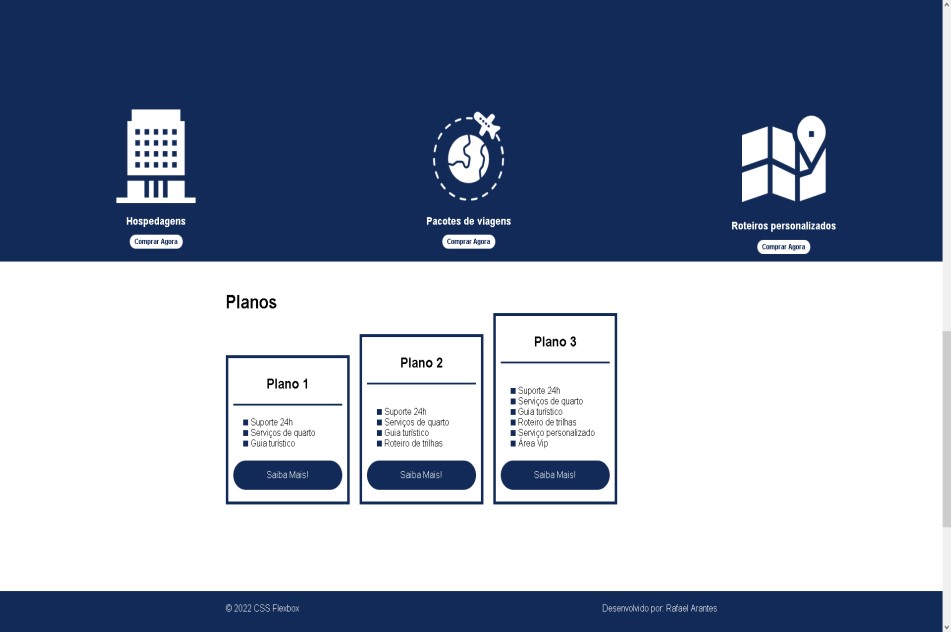 Hospedagens
Comprar Agora
Pacotes de viagens
Comprar Agora
Roteiros personalizados
Comprar Agora
Planos
Plano 1
Suporte 24h
Serviços de quarto
Guia turístico
Saiba Mais!
Plano 2
Suporte 24h
Serviços de quarto
Guia turístico
Roteiro de trilhas
Saiba Mais!
Plano 3
Suporte 24h
Serviços de quarto
Guia turístico
Roteiro de trilhas
Serviço personalizado
Área Vip
Saiba Mais!
© 2022 CSS Flexbox
Desenvolvido por: Rafael Arantes